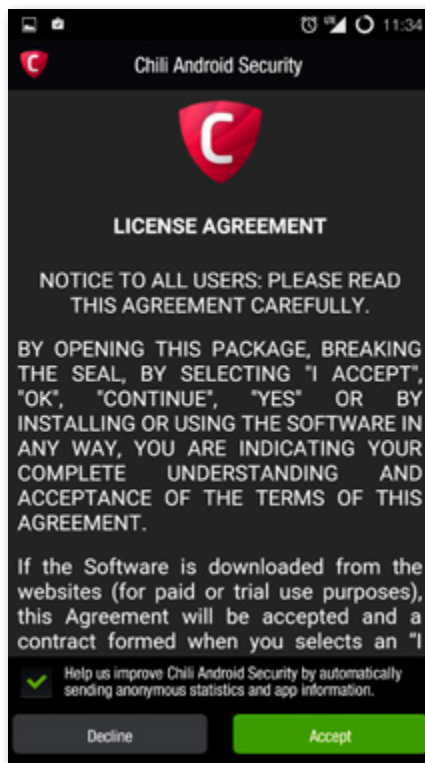 11:34
Chili Android Security
C
LICENSE AGREEMENT
NOTICE TO ALL USERS: PLEASE READ
THIS AGREEMENT CAREFULLY.
BY OPENING THIS PACKAGE, BREAKING
THE SEAL, BY SELECTING "I ACCEPT",
"OK", "CONTINUE", "YES" OR BY
INSTALLING OR USING THE SOFTWARE IN
ANY WAY, YOU ARE INDICATING YOUR
COMPLETE UNDERSTANDING AND
ACCEPTANCE OF THE TERMS OF THIS
AGREEMENT.
If the Software is downloaded from the
websites (for paid or trial use purposes),
this Agreement will be accepted and a
contract formed when you selects an “I
Help us improve Chili Android Security by automatically
sending anonymous statistics and app information.
Decline
Accept